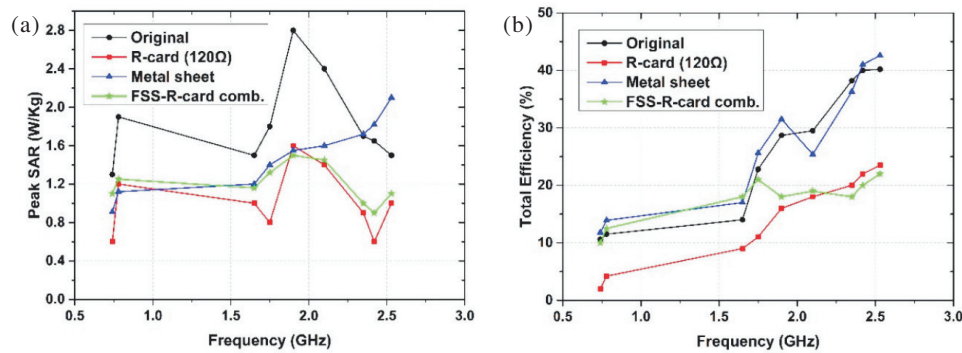 (a)
Peak SAR (W/Kg)
2.8
2.4
2.0
1.6
1.2
0.8
0.4
0.0
Original
R-card (120Ω)
Metal sheet
FSS-R-card comb.
0.5 1.0 1.5 2.0 2.5 3.0
Frequency (GHz)
(b)
Total Efficiency (%)
50
40
30
20
10
0
Original
R-card (120Ω)
Metal sheet
FSS-R-card comb.
0.5 1.0 1.5 2.0 2.5 3.0
Frequency (GHz)